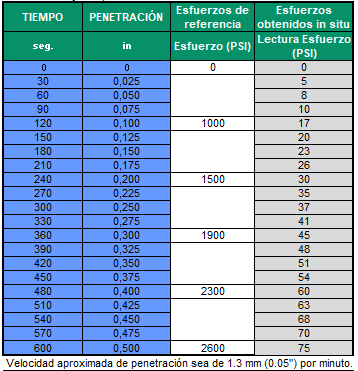 TIEMPO PENETRACIÓN Esfuerzos de referencia Esfuerzos obtenidos in situ
seg. in Esfuerzo (PSI) Lectura Esfuerzo (PSI)
0 0 0 0
30 0,025 5
60 0,050 8
90 0,075 10
120 0,100 1000 17
150 0,125 20
180 0,150 23
210 0,175 26
240 0,200 1500 30
270 0,225 35
300 0,250 37
330 0,275 41
360 0,300 1900 45
390 0,325 48
420 0,350 51
450 0,375 54
480 0,400 2300 60
510 0,425 63
540 0,450 68
570 0,475 70
600 0,500 2600 75
Velocidad aproximada de penetración sea de 1.3 mm (0.05") por minuto.